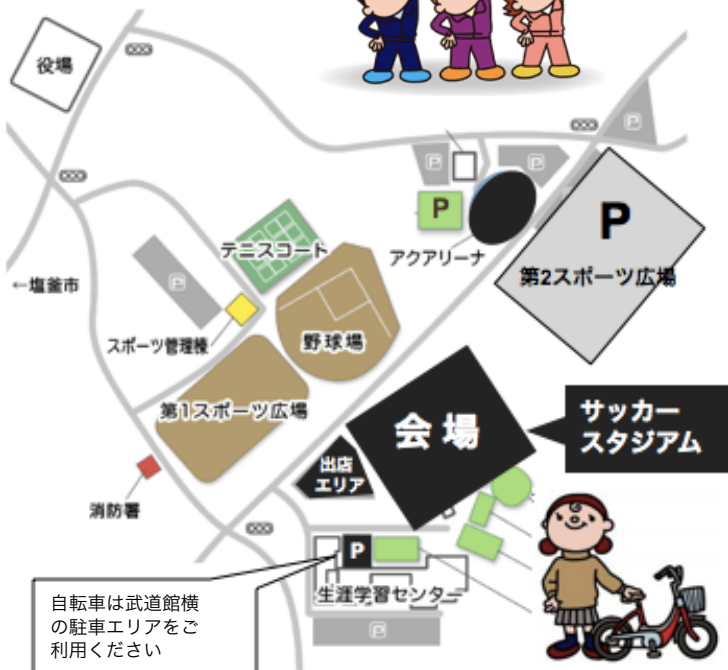 役場
P
P
P
P
アクアリーナ
P
第2スポーツ広場
テニスコート
←塩釜市
P
スポーツ管理棟
野球場
第1スポーツ広場
会場
サッカー
スタジアム
出店
エリア
消防署
P
生涯学習センター
P
自転車は武道館横
の駐車エリアをご
利用ください